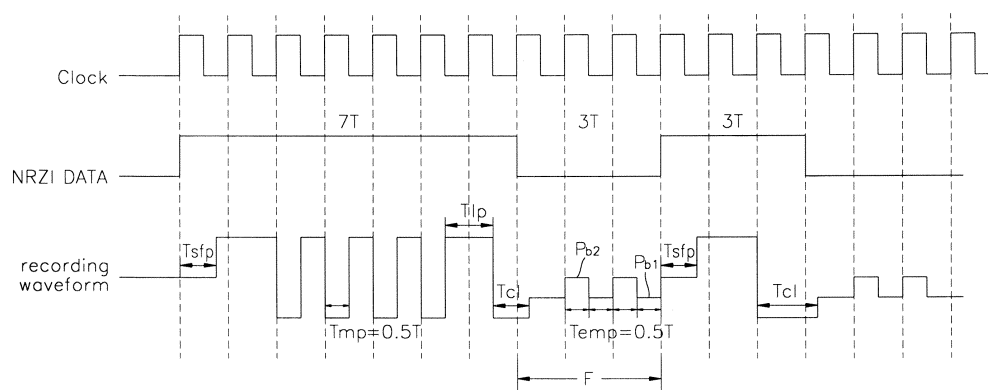 Clock
7T
3T
3T
NRZI DATA
Tlp
Tsfp
Pb2
Tsfp
Pb1
recording
waveform
Tcl
Tcl
Tmp=0.5T
Temp=0.5T
F